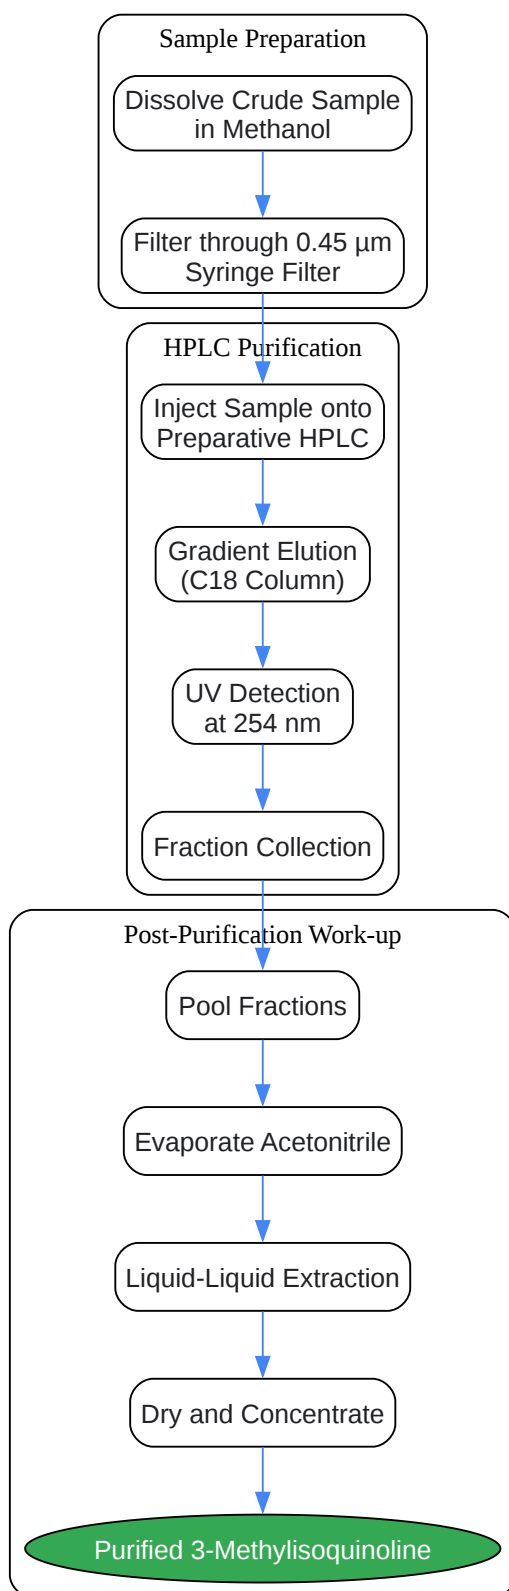 Sample Preparation
Dissolve Crude Sample
in Methanol
Filter through 0.45 µm
Syringe Filter
HPLC Purification
Inject Sample onto
Preparative HPLC
Gradient Elution
(C18 Column)
UV Detection
at 254 nm
Fraction Collection
Post-Purification Work-up
Pool Fractions
Evaporate Acetonitrile
Liquid-Liquid Extraction
Dry and Concentrate
Purified 3-Methylisoquinoline